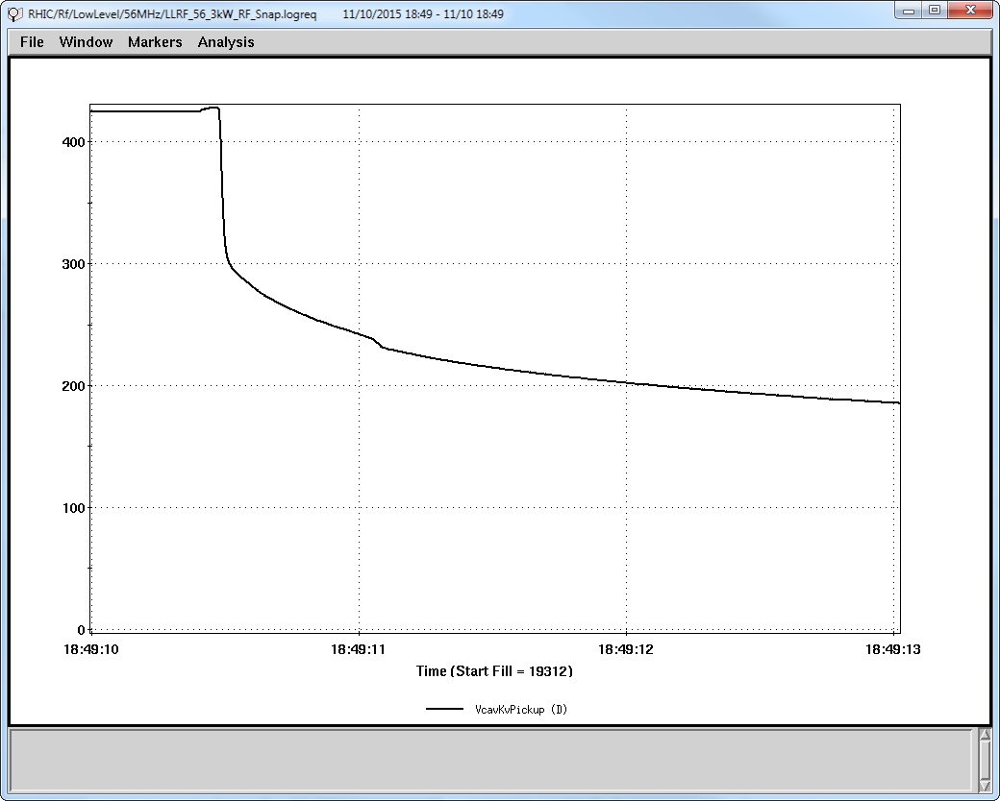 RHIC/Rf/LowLevel/56MHz/LLRF_56_3kW_RF_Snap.logreq 11/10/2015 18:49 - 11/10 18:49
File Window Markers Analysis
400
300
200
100
0
18:49:10 18:49:11 18:49:12 18:49:13
Time (Start Fill = 19312)
VcavKvPickup (D)